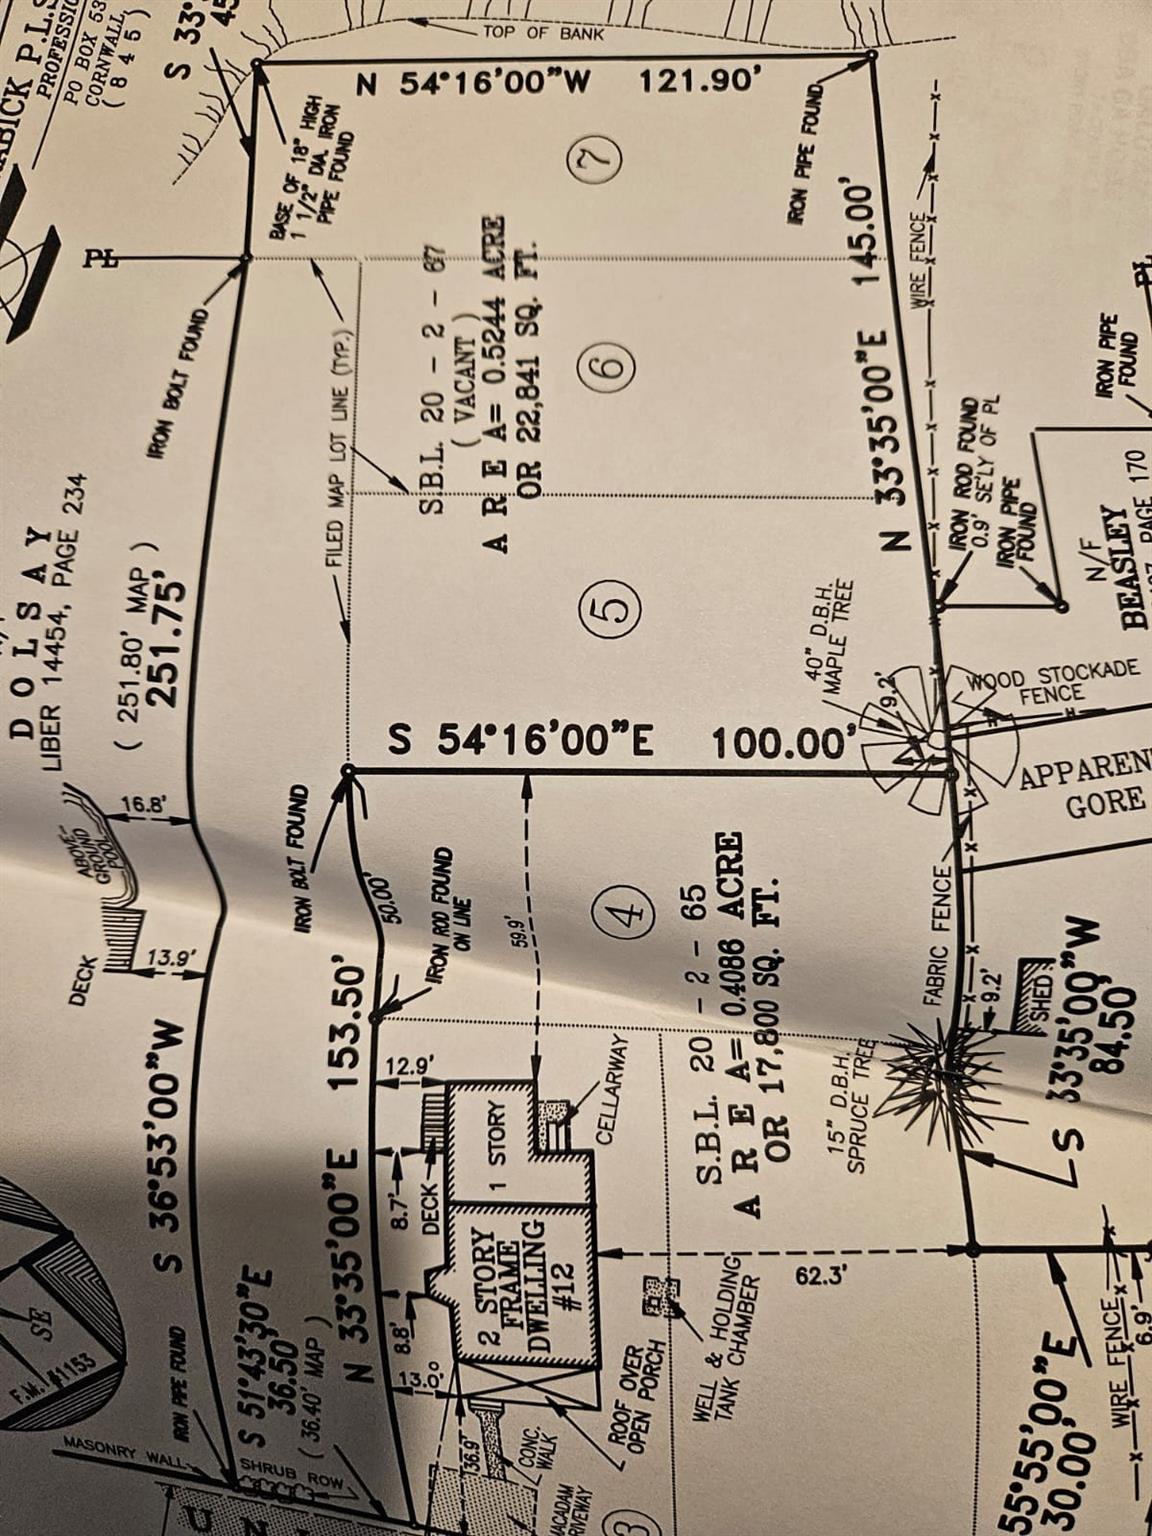 PROFESSIO
PO BOX 53
CORNWALL
( 8 4 5 )
S 33°
45
TOP OF BANK
N 54°16'00"W 121.90'
BASE OF 18" HIGH
1 1/2" DIA. IRON
PIPE FOUND
IRON PIPE FOUND
7
PL
IRON BOLT FOUND
FILED MAP LOT LINE (TYP.)
S.B.L. 20 - 2 - 67
( VACANT )
A R E A= 0.5244 ACRE
OR 22,841 SQ. FT.
6
N 33°35'00"E 145.00'
WIRE FENCE
PL
IRON PIPE
FOUND
IRON ROD FOUND
0.9' SE'LY OF PL
IRON PIPE
FOUND
N/F
BEASLEY
PAGE 170
D O L S A Y
LIBER 14454, PAGE 234
( 251.80' MAP )
251.75'
5
40" D.B.H.
MAPLE TREE
9.2'
WOOD STOCKADE
FENCE
S 54°16'00"E 100.00'
APPAREN
GORE
16.8'
ABOVE-
GROUND
POOL
DECK
13.9'
IRON BOLT FOUND
50.00'
IRON ROD FOUND
ON LINE
59.9'
4
S.B.L. 20 - 2 - 65
A R E A= 0.4086 ACRE
OR 17,800 SQ. FT.
FABRIC FENCE
9.2'
SHED
S 33°35'00"W
84.50'
15" D.B.H.
SPRUCE TREE
S 36°53'00"W
N 33°35'00"E 153.50'
12.9'
8.7'
DECK
1 STORY
CELLARWAY
2 STORY
FRAME
DWELLING
#12
8.8'
13.0'
62.3'
WELL & HOLDING
TANK CHAMBER
ROOF OVER
OPEN PORCH
SE
F.M. #1153
IRON PIPE FOUND
S 51°43'30"E
36.50'
( 36.40' MAP )
MASONRY WALL
SHRUB ROW
36.9'
CONC.
WALK
MACADAM
DRIVEWAY
3
55°55'00"E
30.00'
WIRE FENCE
6.9'
U N